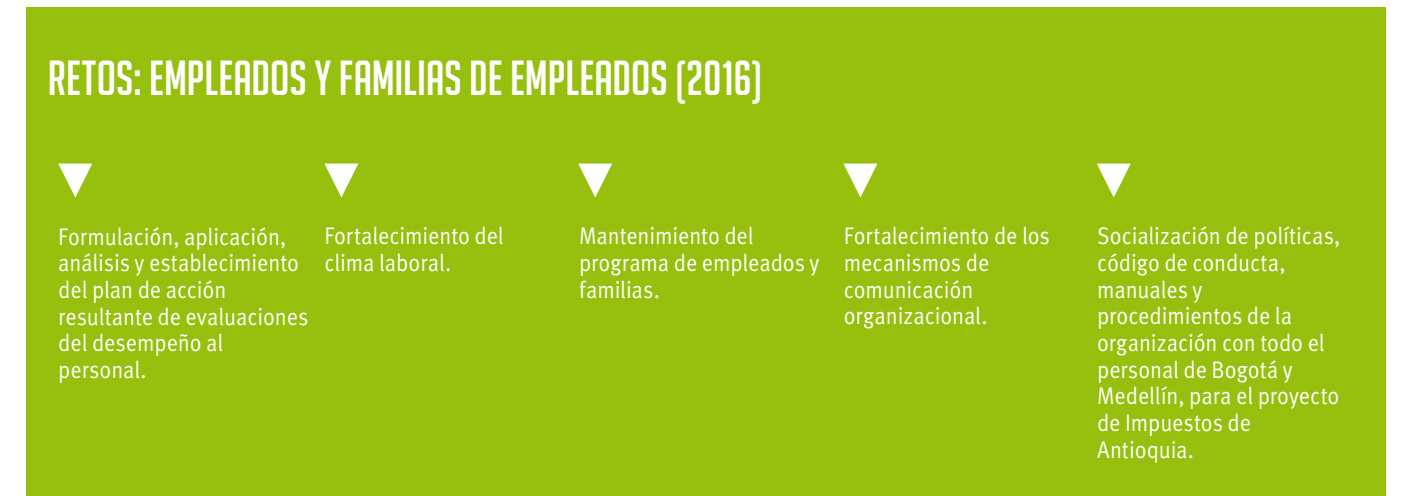 RETOS: EMPLEADOS Y FAMILIAS DE EMPLEADOS (2016)
Formulación, aplicación,
análisis y establecimiento
del plan de acción
resultante de evaluaciones
del desempeño al
personal.
Fortalecimiento del
clima laboral.
Mantenimiento del
programa de empleados y
familias.
Fortalecimiento de los
mecanismos de
comunicación
organizacional.
Socialización de políticas,
código de conducta,
manuales y
procedimientos de la
organización con todo el
personal de Bogotá y
Medellín, para el proyecto
de Impuestos de
Antioquia.